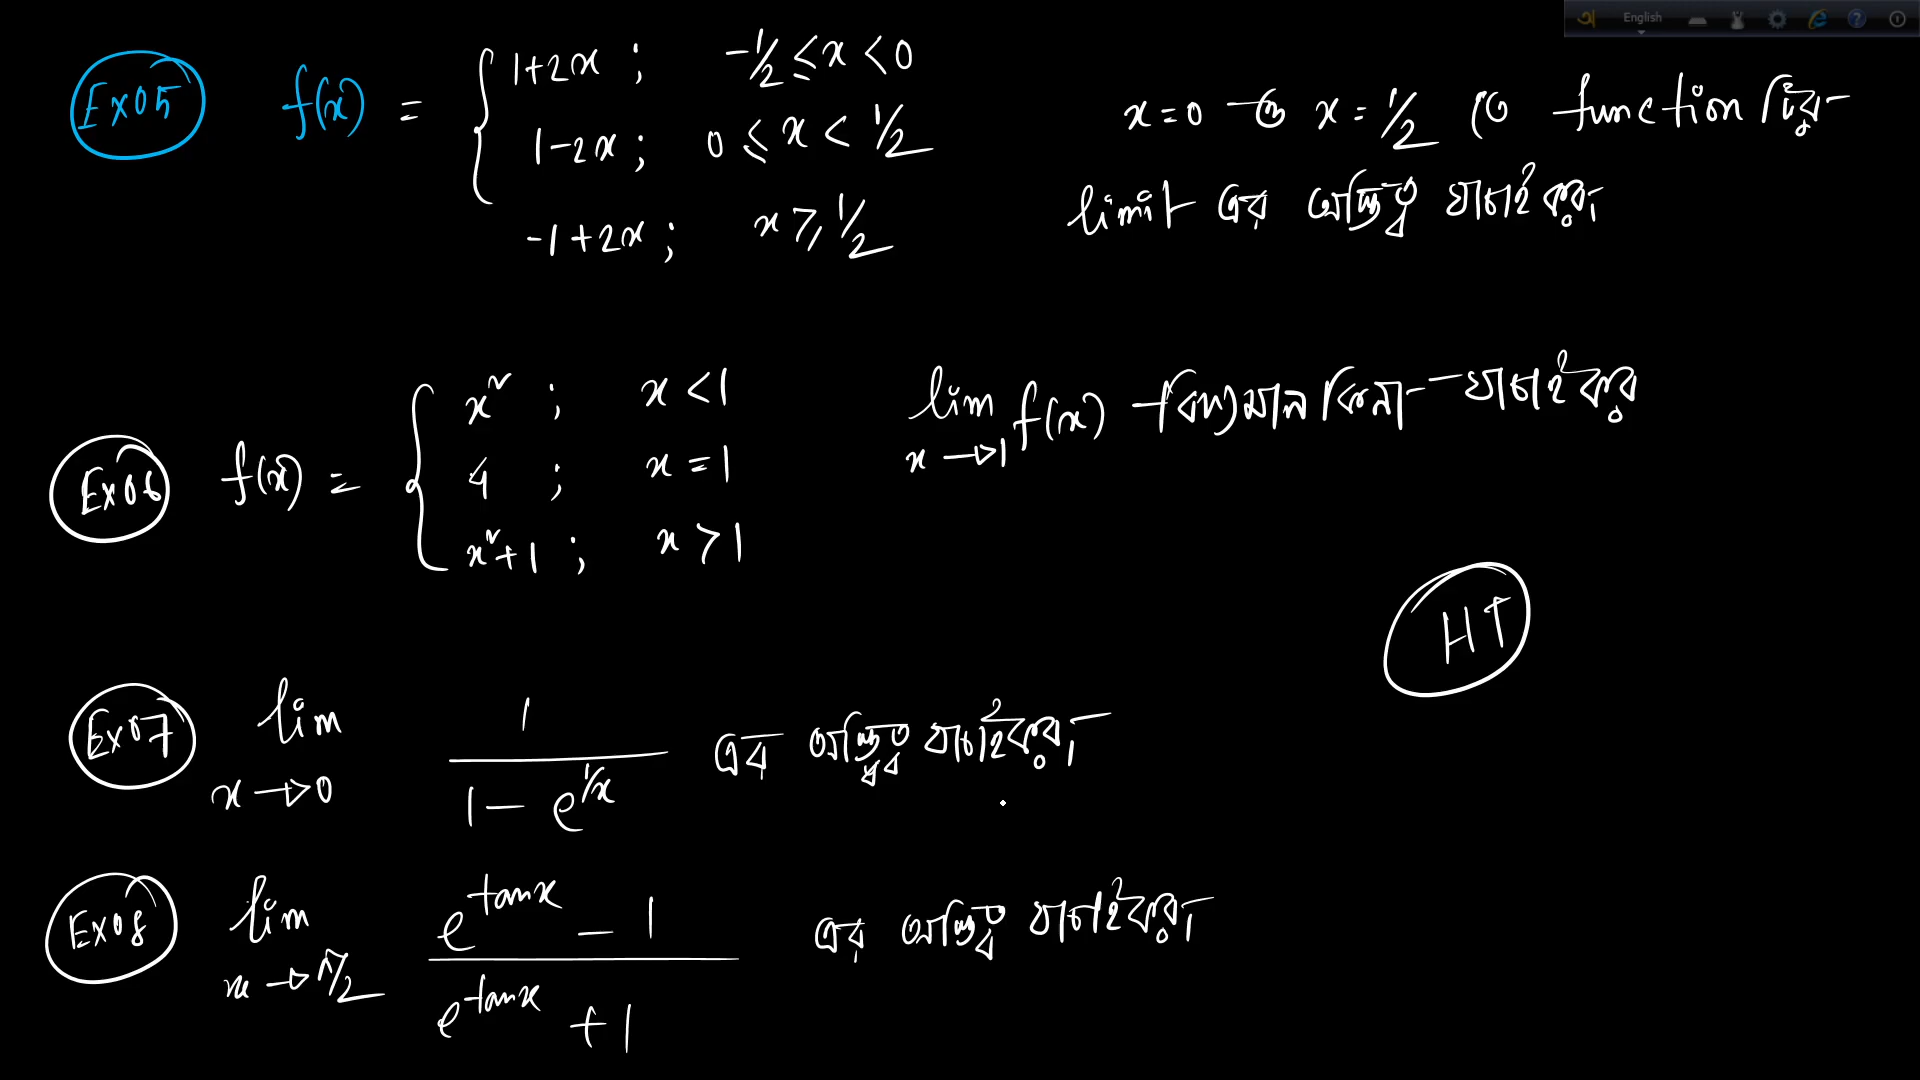 English
Ex05 f(x) = { 1+2x ; -1/2 ≤ x < 0
1-2x ; 0 ≤ x < 1/2
-1+2x ; x ≥ 1/2
x = 0 ও x = 1/2 তে function টির
limit এর অস্তিত্ব যাচাই কর।
Ex06 f(x) = { x² ; x < 1
4 ; x = 1
x²+1 ; x > 1
lim x→1 f(x) বিদ্যমান কিনা যাচাই কর
HT
Ex07 lim x→0 1/(1 - e^(1/x)) এর অস্তিত্ব যাচাই কর।
Ex08 lim x→π/2 (e^(tanx) - 1)/(e^(tanx) + 1) এর অস্তিত্ব যাচাই কর।